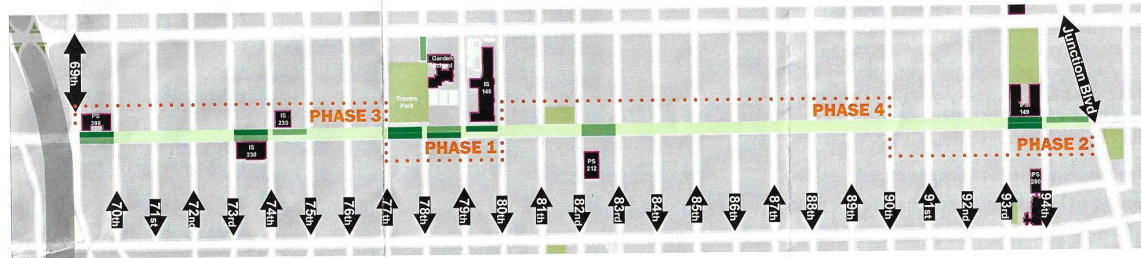 69th
Junction Blvd
Garden
School
IS
145
Travers
Park
PS
398
IS
230
PHASE 3
PHASE 4
PS
149
IS
230
PHASE 1
PHASE 2
PS
212
PS
280
70th
71st
72nd
73rd
74th
75th
76th
77th
78th
79th
80th
81th
82nd
83rd
84th
85th
86th
87th
88th
89th
90th
91st
92nd
93rd
94th